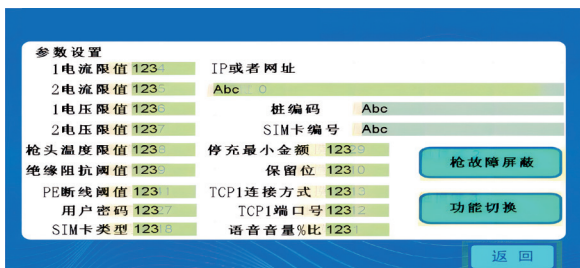 参数设置
1电流限值 123 IP或者网址
2电流限值 123 Abc
1电压限值 123 桩编码 Abc
2电压限值 123 SIM卡编号 Abc
枪头温度限值 123 停充最小金额 123 枪故障屏蔽
绝缘阻抗阈值 123 保留位 123
PE断线阈值 123 TCP1连接方式 123 功能切换
用户密码 123 TCP1端口号 123
SIM卡类型 123 语音音量%比 123
返回